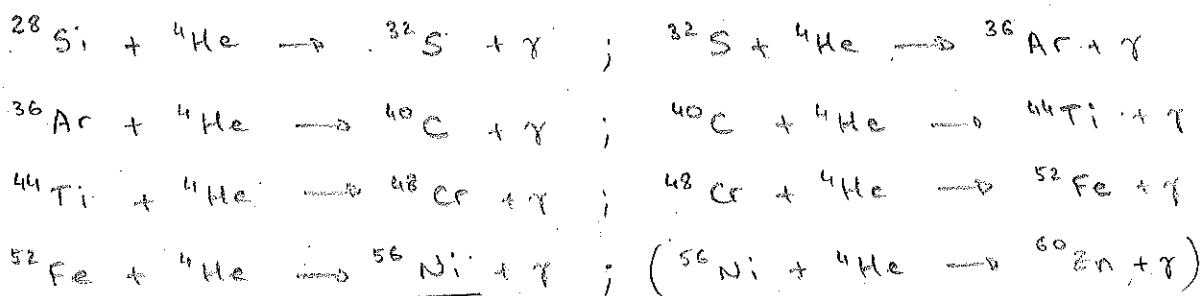 ²⁸Si + ⁴He → ³²S + γ ; ³²S + ⁴He → ³⁶Ar + γ
³⁶Ar + ⁴He → ⁴⁰C + γ ; ⁴⁰C + ⁴He → ⁴⁴Ti + γ
⁴⁴Ti + ⁴He → ⁴⁸Cr + γ ; ⁴⁸Cr + ⁴He → ⁵²Fe + γ
⁵²Fe + ⁴He → ⁵⁶Ni + γ ; (⁵⁶Ni + ⁴He → ⁶⁰Zn + γ)